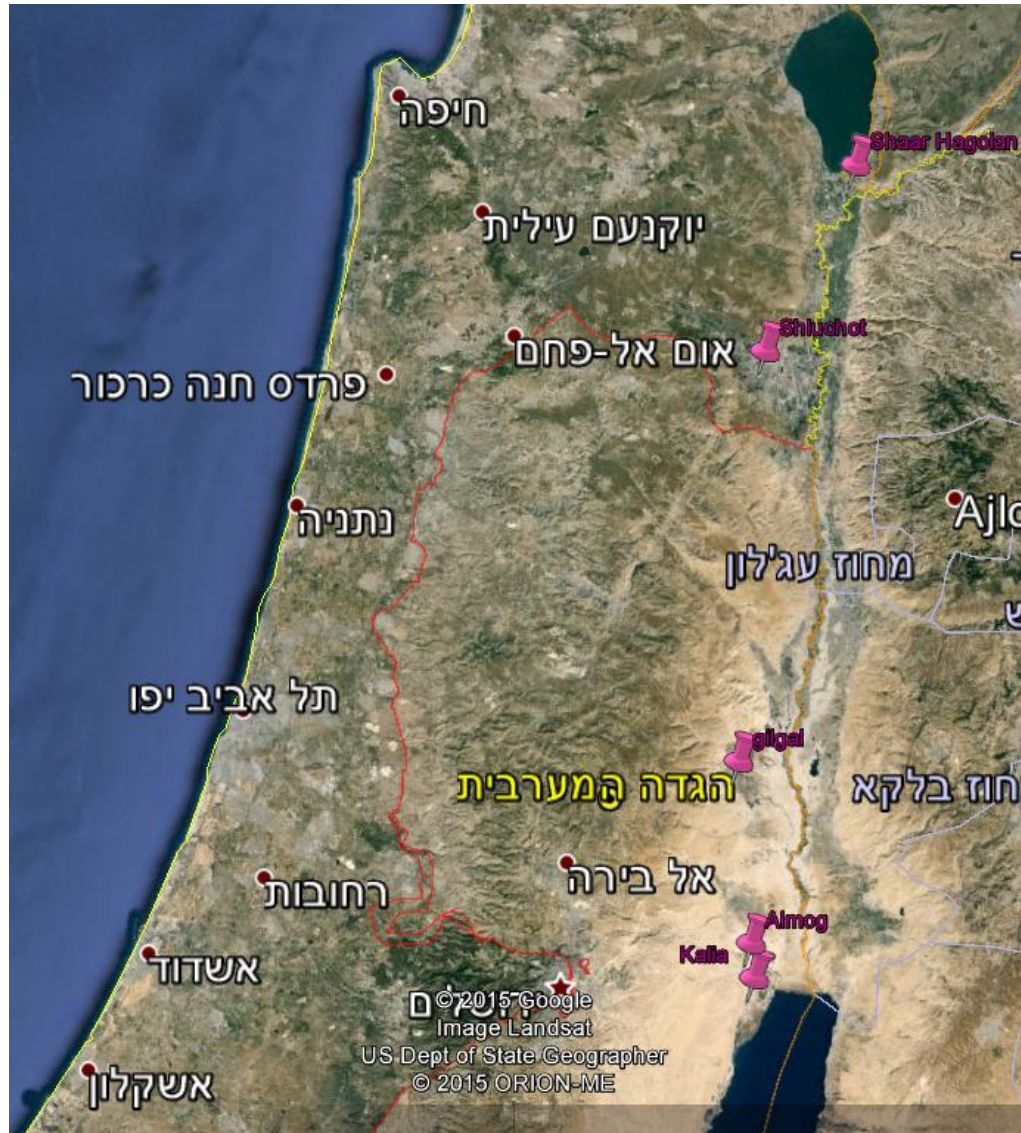 חיפה
Shaar Hagolan
יוקנעם עילית
Shluchot
אום אל-פחם
פרדס חנה כרכור
Ajlo
נתניה
מחוז עג'לון
ש
תל אביב יפו
gilgal
הגדה המערבית
חוז בלקא
אל בירה
רחובות
Almog
Kalia
אשדוד
© 2015 Google
Image Landsat
US Dept of State Geographer
© 2015 ORION-ME
אשקלון